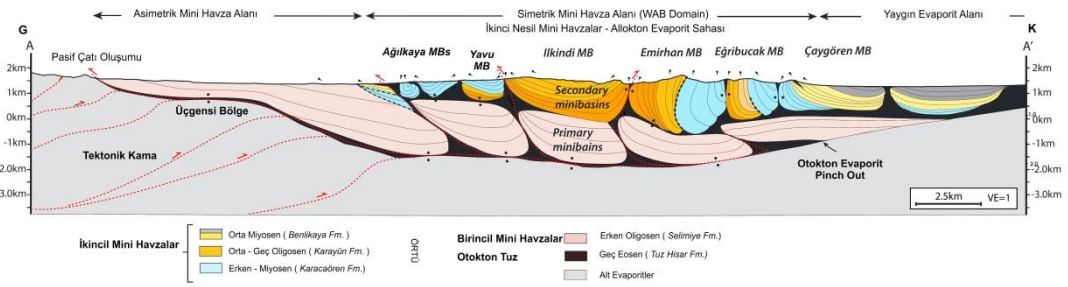 Asimetrik Mini Havza Alanı
Simetrik Mini Havza Alanı (WAB Domain)
Yaygın Evaporit Alanı
İkinci Nesil Mini Havzalar - Allokton Evaporit Sahası
G
K
A
A'
Pasif Çatı Oluşumu
Ağılkaya MBs
Yavu
MB
Ilkindi MB
Emirhan MB
Eğribucak MB
Çaygören MB
2km
1km
0km
-1km
-2.0km
-3.0km
2km
1km
0km
-1km
-2.0km
-3.0km
Secondary
minibasins
Primary
minibains
Üçgensi Bölge
Tektonik Kama
Otokton Evaporit
Pinch Out
2.5km
VE=1
İkincil Mini Havzalar
Orta Miyosen ( Benlikaya Fm. )
Orta - Geç Oligosen ( Karayün Fm. )
Erken - Miyosen ( Karacaören Fm.)
ÖRTÜ
Birincil Mini Havzalar
Otokton Tuz
Erken Oligosen ( Selimiye Fm.)
Geç Eosen ( Tuz Hisar Fm.)
Alt Evaporitler